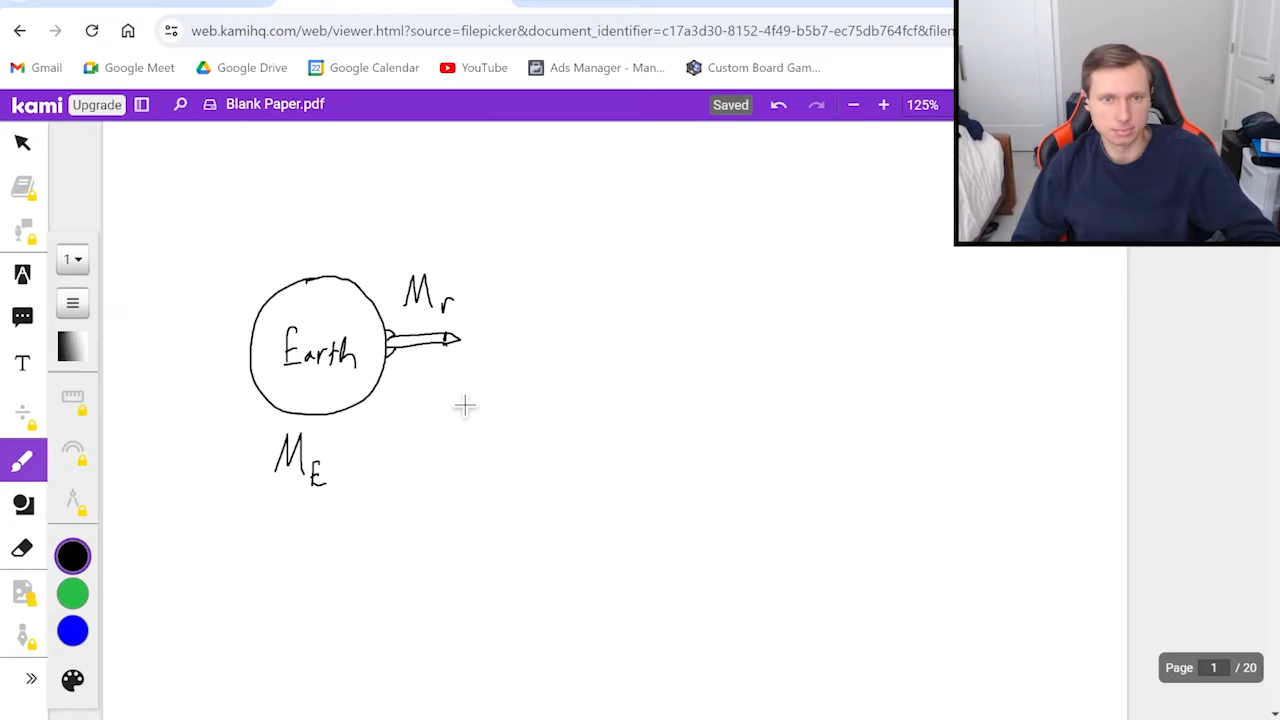 web.kamihq.com/web/viewer.html?source=filepicker&document_identifier=c17a3d30-8152-4f49-b5b7-ec75db764fcf&filen
Gmail
Google Meet
Google Drive
22
Google Calendar
YouTube
Ads Manager - Man...
Custom Board Gam...
kami
Upgrade
Blank Paper.pdf
Saved
125%
1
A
T
Mr
Earth
ME
Page 1 / 20